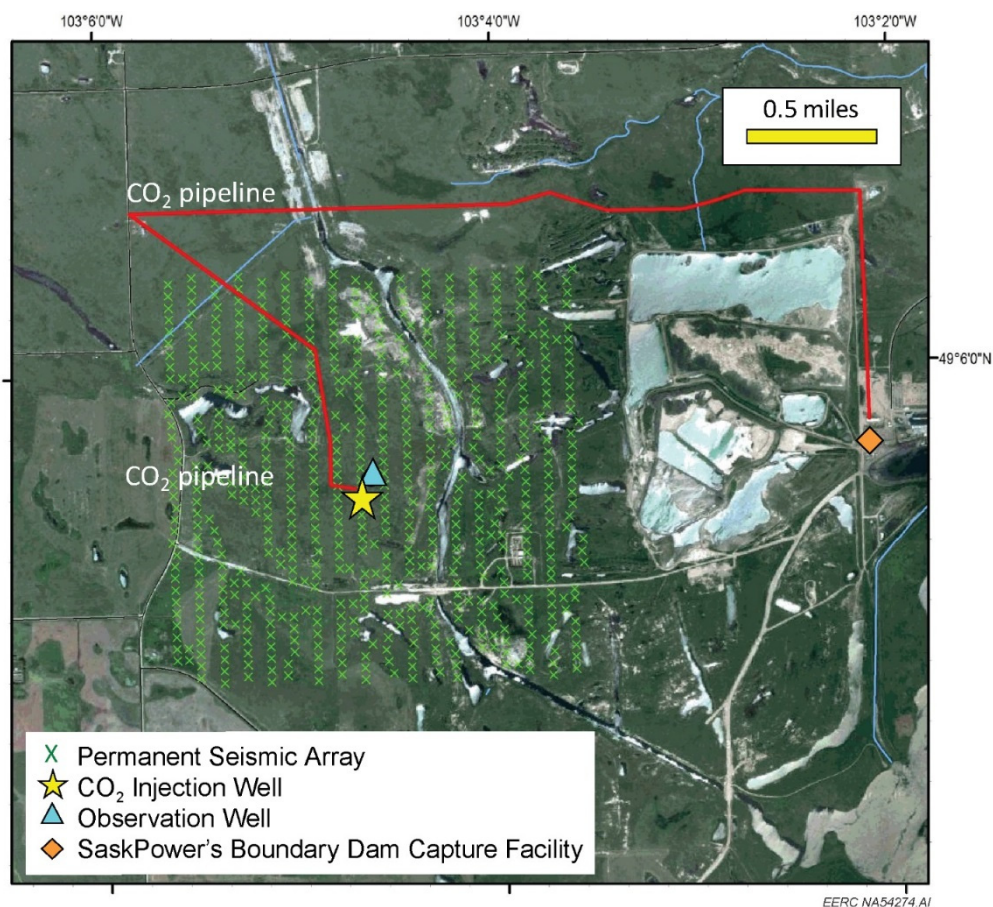 103°6'0"W 103°4'0"W 103°2'0"W
0.5 miles
CO₂ pipeline
49°6'0"N
CO₂ pipeline
X Permanent Seismic Array
CO₂ Injection Well
Observation Well
SaskPower's Boundary Dam Capture Facility
EERC NA54274.AI